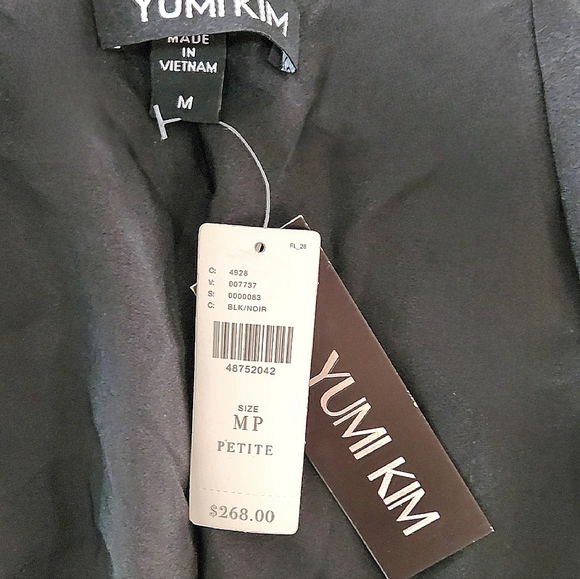 YUMI KIM
MADE
IN
VIETNAM
M
FL_28
C: 4928
V: 007737
S: 0000083
C: BLK/NOIR
48752042
SIZE
MP
PETITE
$268.00
YUMI KIM